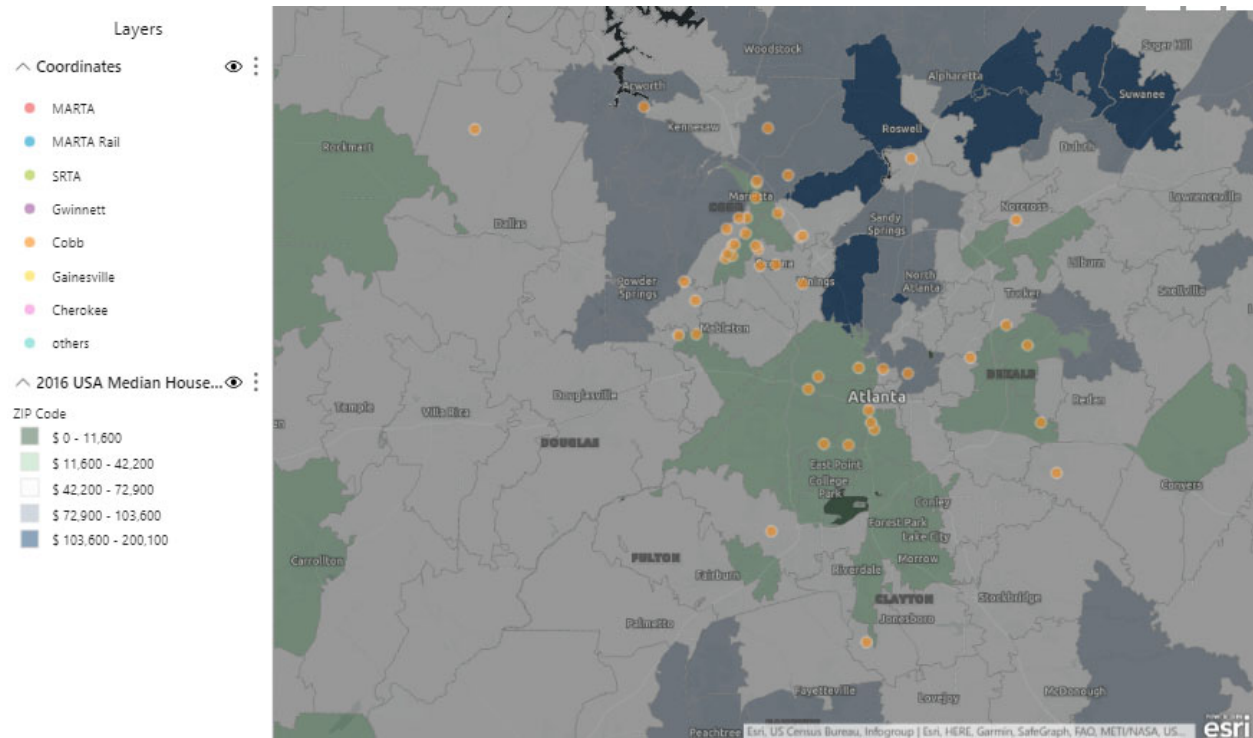 Layers
Coordinates
MARTA
MARTA Rail
SRTA
Gwinnett
Cobb
Gainesville
Cherokee
others
2016 USA Median House...
ZIP Code
$ 0 - 11,600
$ 11,600 - 42,200
$ 42,200 - 72,900
$ 72,900 - 103,600
$ 103,600 - 200,100
Woodstock
Suger Hill
Alpharetta
Acworth
Suwanee
Kennesaw
Roswell
Rockmart
Duluth
Marietta
COBB
Lawrenceville
Norcross
Dallas
Sandy
Springs
Lilburn
Powder
Springs
North
Atlanta
Tucker
Snellville
Mableton
DEKALB
Atlanta
Douglasville
Temple
Villa Rica
Redan
DOUGLAS
East Point
College
Park
Conyers
Conley
Forest Park
Lake City
Morrow
Carrollton
FULTON
Fairburn
Riverdale
CLAYTON
Stockbridge
Jonesboro
Palmetto
Fayetteville
Lovejoy
McDonough
Peachtree
Esri, US Census Bureau, Infogroup | Esri, HERE, Garmin, SafeGraph, FAO, METI/NASA, US...
esri